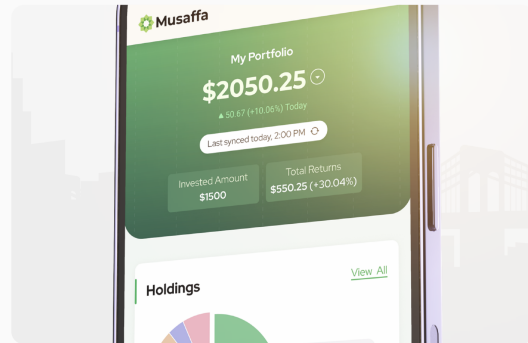 Musaffa
My Portfolio
$2050.25
▲ 50.67 (+10.06%) Today
Last synced today, 2:00 PM
Invested Amount
$1500
Total Returns
$550.25 (+30.04%)
Holdings
View All